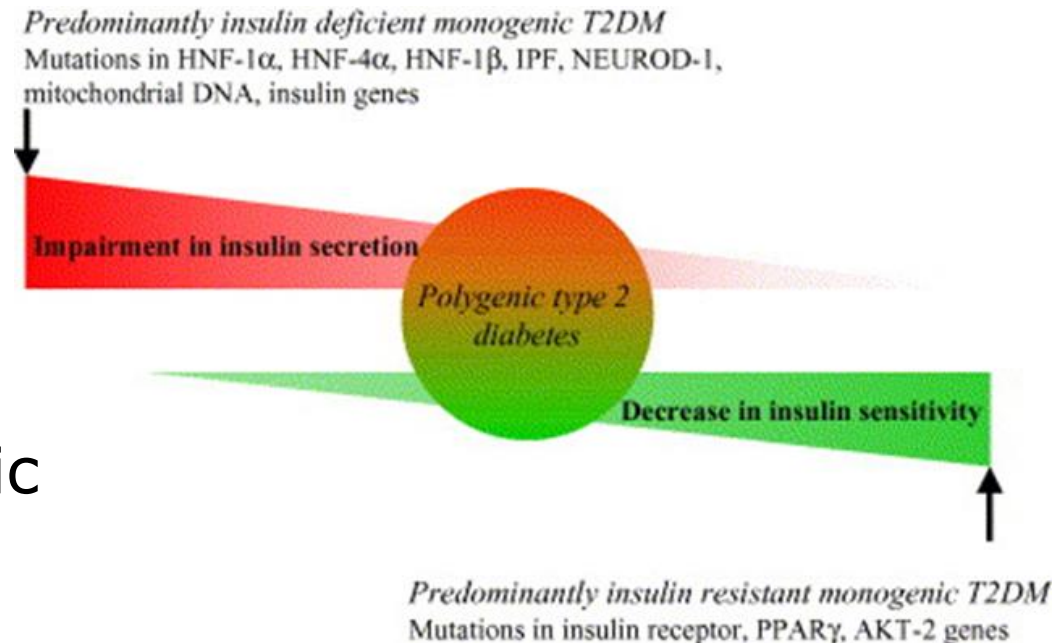 Predominantly insulin deficient monogenic T2DM
Mutations in HNF-1α, HNF-4α, HNF-1β, IPF, NEUROD-1,
mitochondrial DNA, insulin genes
Impairment in insulin secretion
Polygenic type 2
diabetes
Decrease in insulin sensitivity
ic
Predominantly insulin resistant monogenic T2DM
Mutations in insulin receptor, PPARγ, AKT-2 genes